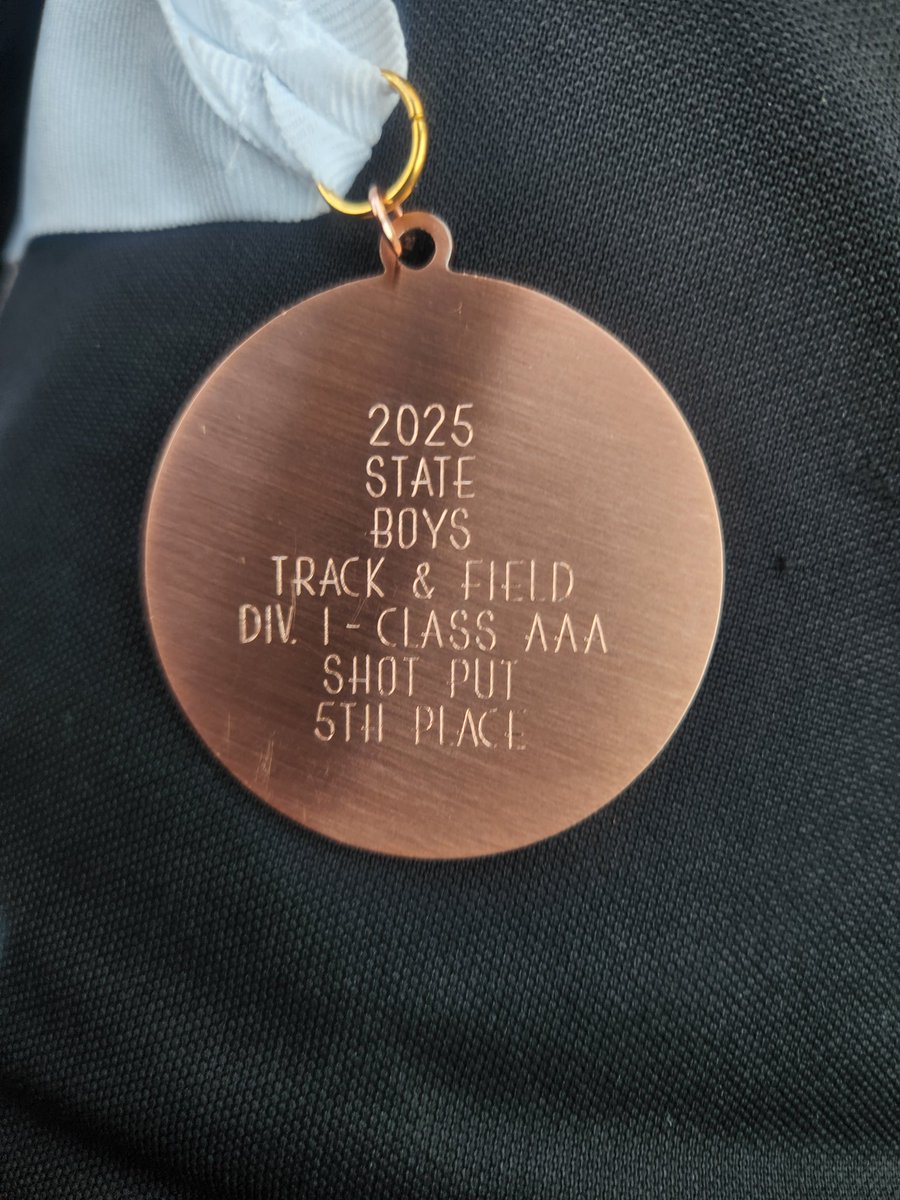 2025
STATE
BOYS
TRACK & FIELD
DIV. I - CLASS AAA
SHOT PUT
5TH PLACE